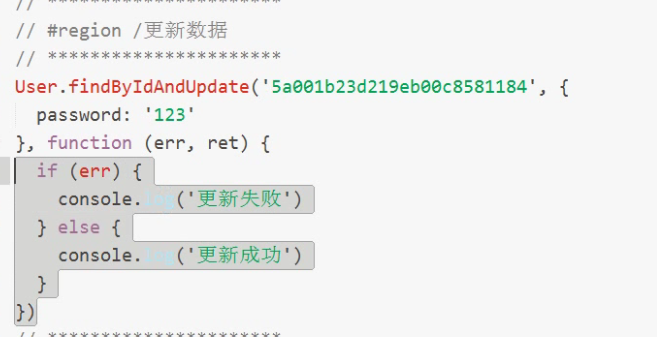 // **********************
// #region /更新数据
// **********************
User.findByIdAndUpdate('5a001b23d219eb00c8581184', {
  password: '123'
}, function (err, ret) {
  if (err) {
    console.log('更新失败')
  } else {
    console.log('更新成功')
  }
})
// **********************